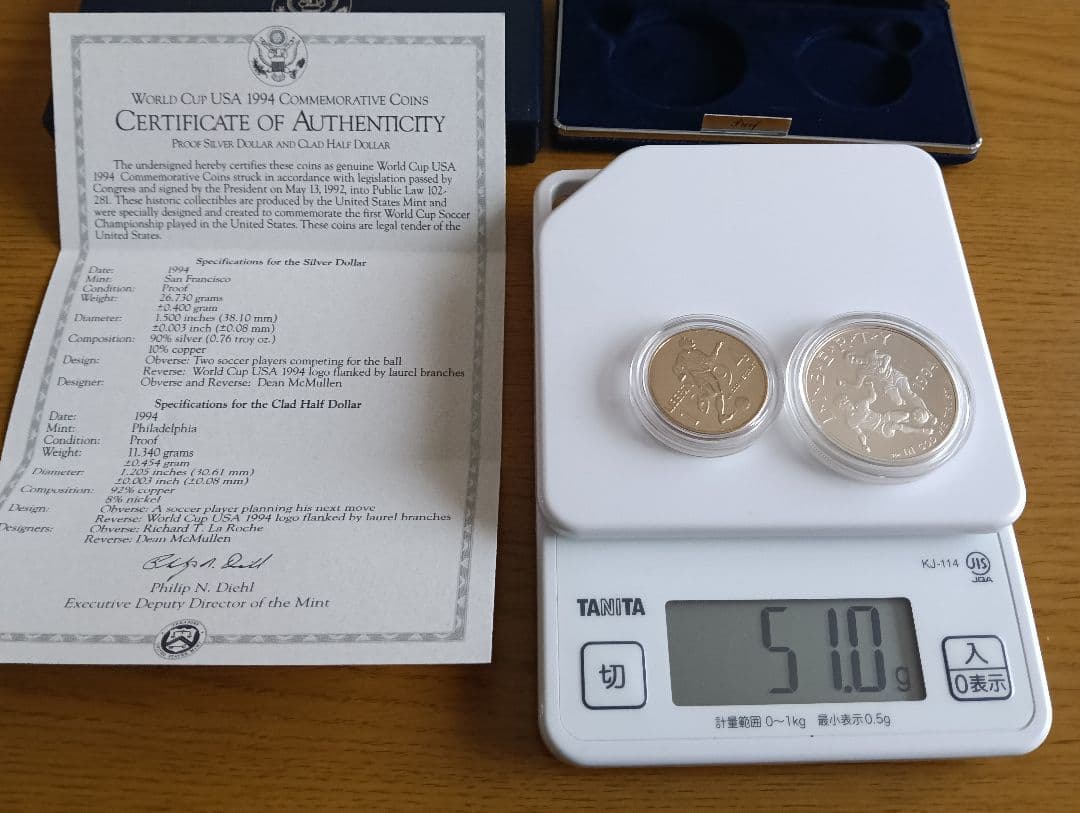 WORLD CUP USA 1994 COMMEMORATIVE COINS
CERTIFICATE OF AUTHENTICITY
PROOF SILVER DOLLAR AND CLAD HALF DOLLAR
The undersigned hereby certifies these coins as genuine World Cup USA
1994 Commemorative Coins struck in accordance with legislation passed by
Congress and signed by the President on May 13, 1992, into Public Law 102-
281. These historic collectibles are produced by the United States Mint and
were specially designed and created to commemorate the first World Cup Soccer
Championship played in the United States. These coins are legal tender of the
United States.
Specifications for the Silver Dollar
Date: 1994
Mint: San Francisco
Condition: Proof
Weight: 26.730 grams
±0.400 gram
Diameter: 1.500 inches (38.10 mm)
±0.003 inch (±0.08 mm)
Composition: 90% silver (0.76 troy oz.)
10% copper
Design: Obverse: Two soccer players competing for the ball
Reverse: World Cup USA 1994 logo flanked by laurel branches
Designer: Obverse and Reverse: Dean McMullen
Specifications for the Clad Half Dollar
Date: 1994
Mint: Philadelphia
Condition: Proof
Weight: 11.340 grams
±0.454 gram
Diameter: 1.205 inches (30.61 mm)
±0.003 inch (±0.08 mm)
Composition: 92% copper
8% nickel
Design: Obverse: A soccer player planning his next move
Reverse: World Cup USA 1994 logo flanked by laurel branches
Designers: Obverse: Richard T. La Roche
Reverse: Dean McMullen
Philip N. Diehl
Executive Deputy Director of the Mint
Proof
LIBERTY
1994
IN GOD WE TRUST
KJ-114 JIS
JQA
TANITA
切
51.0 g
入
0表示
計量範囲 0～1kg 最小表示0.5g